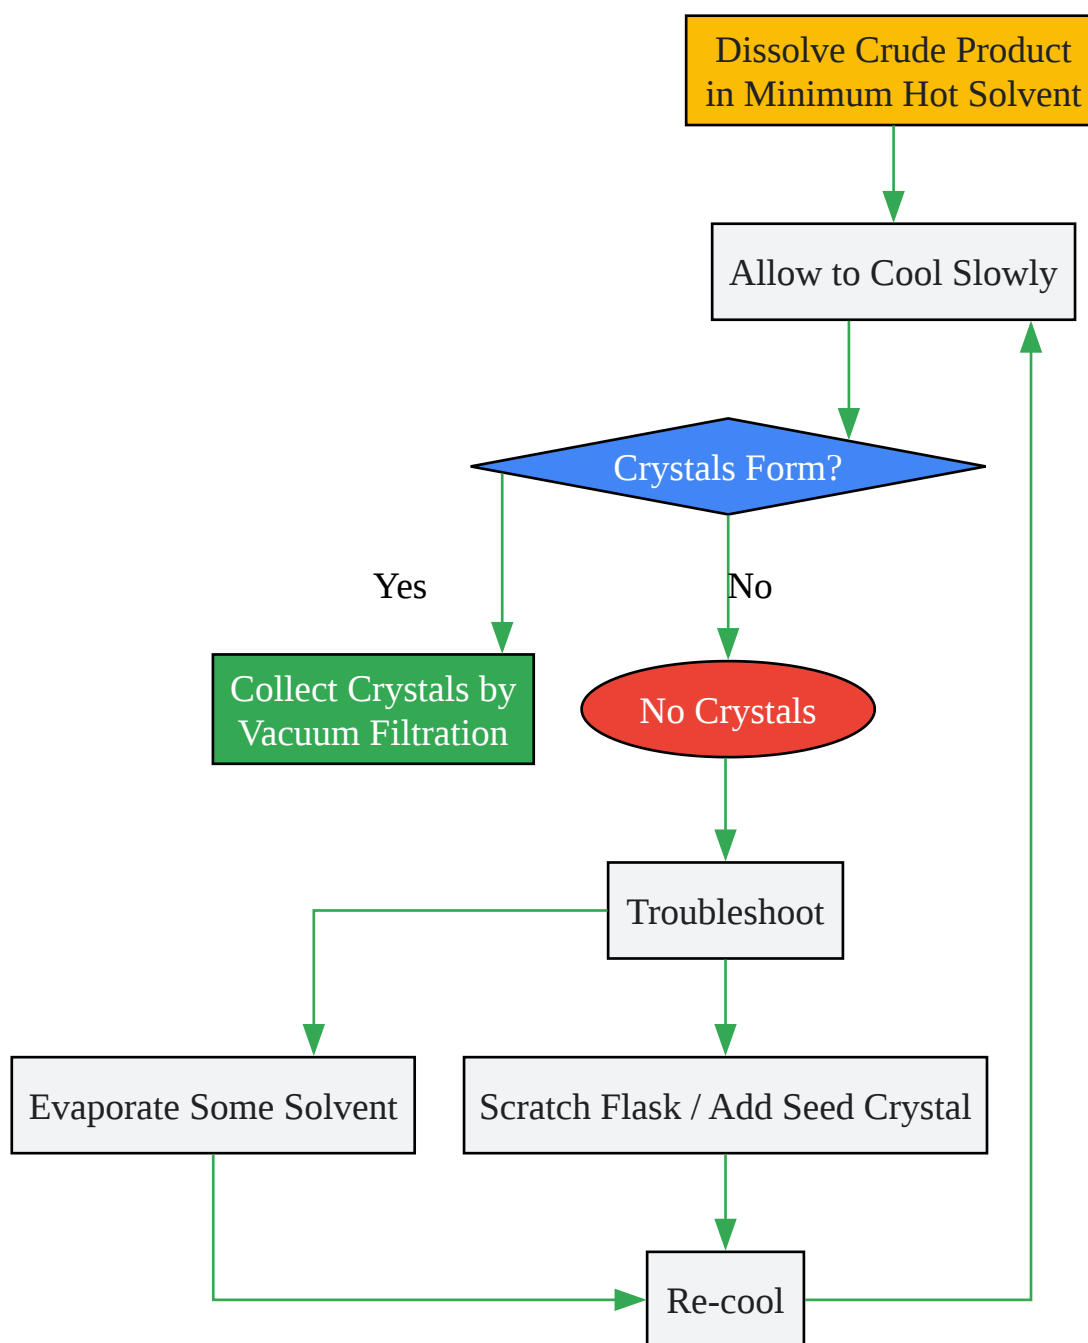 Dissolve Crude Product
in Minimum Hot Solvent
Allow to Cool Slowly
Crystals Form?
Yes
No
Collect Crystals by
Vacuum Filtration
No Crystals
Troubleshoot
Evaporate Some Solvent
Scratch Flask / Add Seed Crystal
Re-cool